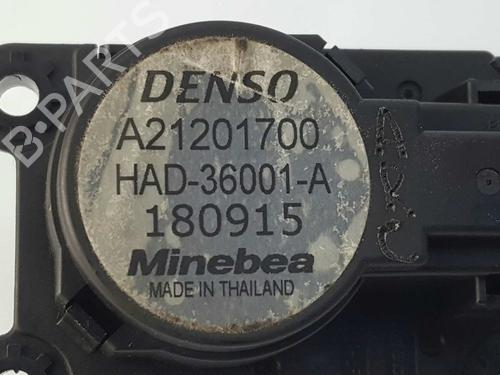 DENSO
A21201700
HAD-36001-A
180915
Minebea
MADE IN THAILAND
B-PARTS